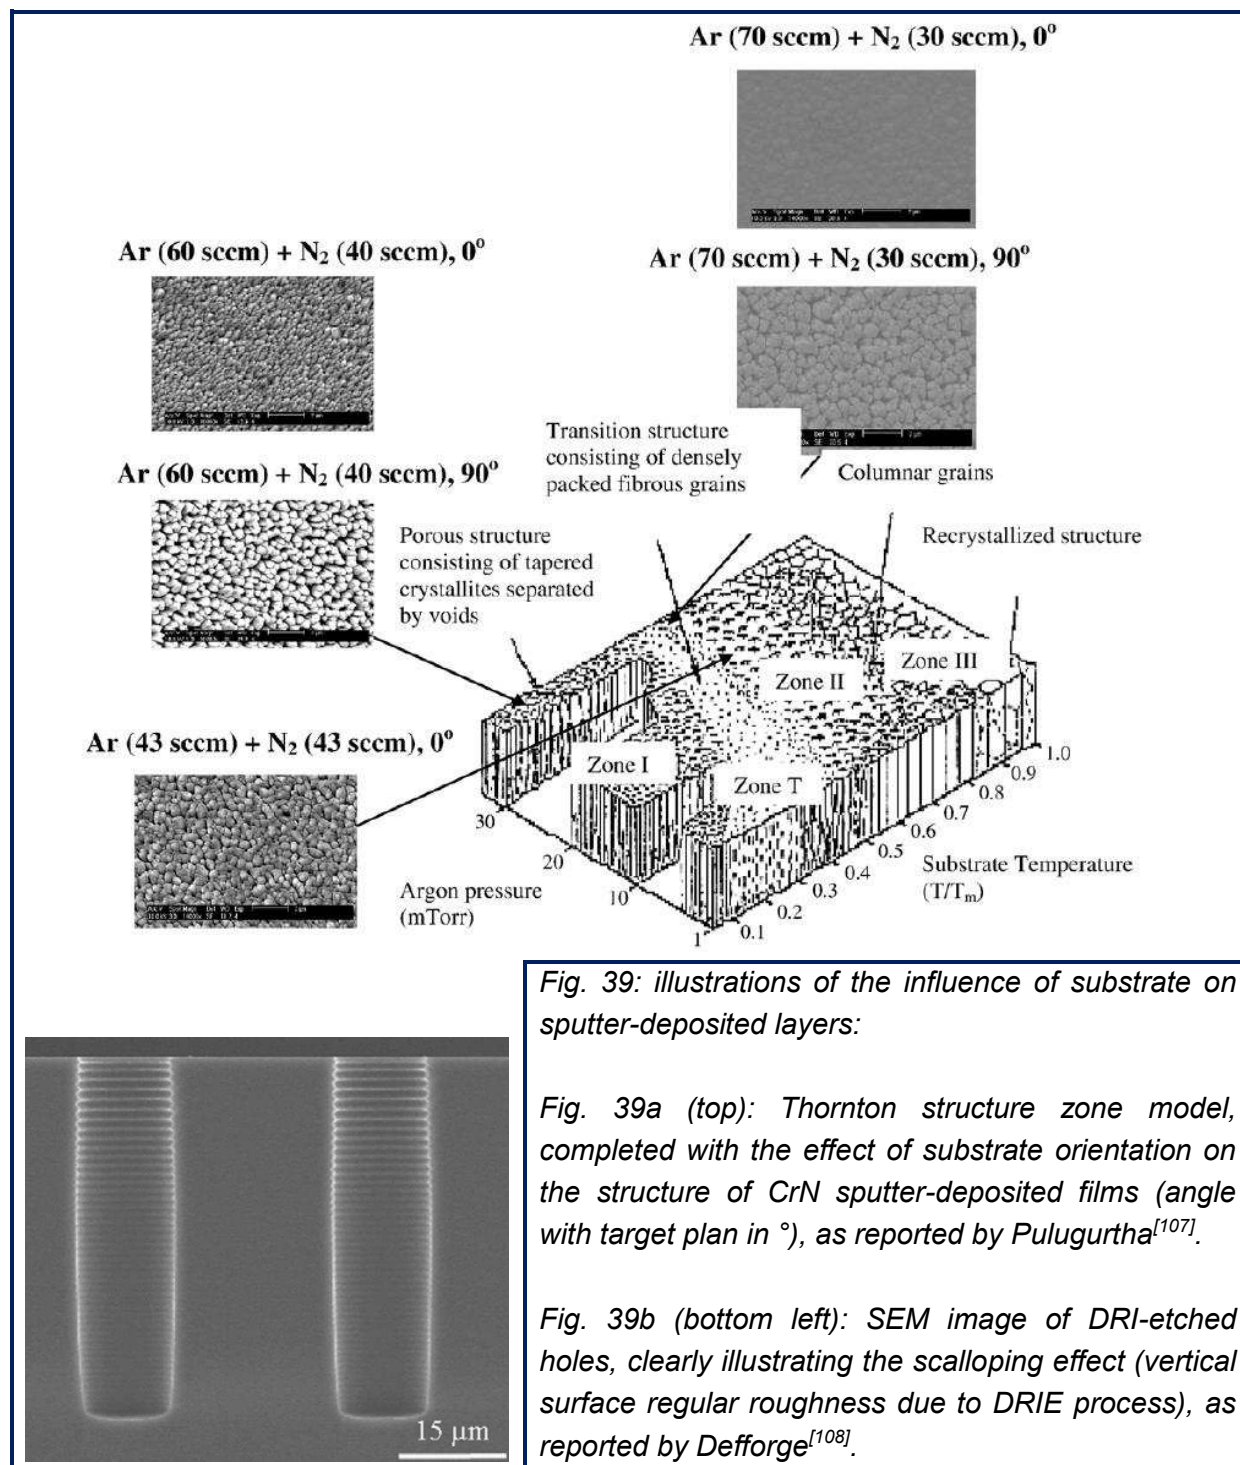 Ar (70 sccm) + N₂ (30 sccm), 0°
Ar (60 sccm) + N₂ (40 sccm), 0°
Ar (70 sccm) + N₂ (30 sccm), 90°
Ar (60 sccm) + N₂ (40 sccm), 90°
Transition structure
consisting of densely
packed fibrous grains
Columnar grains
Porous structure
consisting of tapered
crystallites separated
by voids
Recrystallized structure
Ar (43 sccm) + N₂ (43 sccm), 0°
Zone I
Zone T
Zone II
Zone III
30
20
10
1
Argon pressure
(mTorr)
0.1
0.2
0.3
0.4
0.5
0.6
0.7
0.8
0.9
1.0
Substrate Temperature
(T/Tₘ)
15 µm
Fig. 39: illustrations of the influence of substrate on
sputter-deposited layers:
Fig. 39a (top): Thornton structure zone model,
completed with the effect of substrate orientation on
the structure of CrN sputter-deposited films (angle
with target plan in °), as reported by Pulugurtha[107].
Fig. 39b (bottom left): SEM image of DRI-etched
holes, clearly illustrating the scalloping effect (vertical
surface regular roughness due to DRIE process), as
reported by Defforge[108].